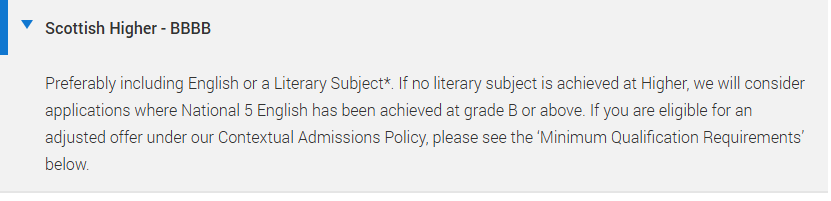 Scottish Higher - BBBB
Preferably including English or a Literary Subject*. If no literary subject is achieved at Higher, we will consider
applications where National 5 English has been achieved at grade B or above. If you are eligible for an
adjusted offer under our Contextual Admissions Policy, please see the ‘Minimum Qualification Requirements’
below.